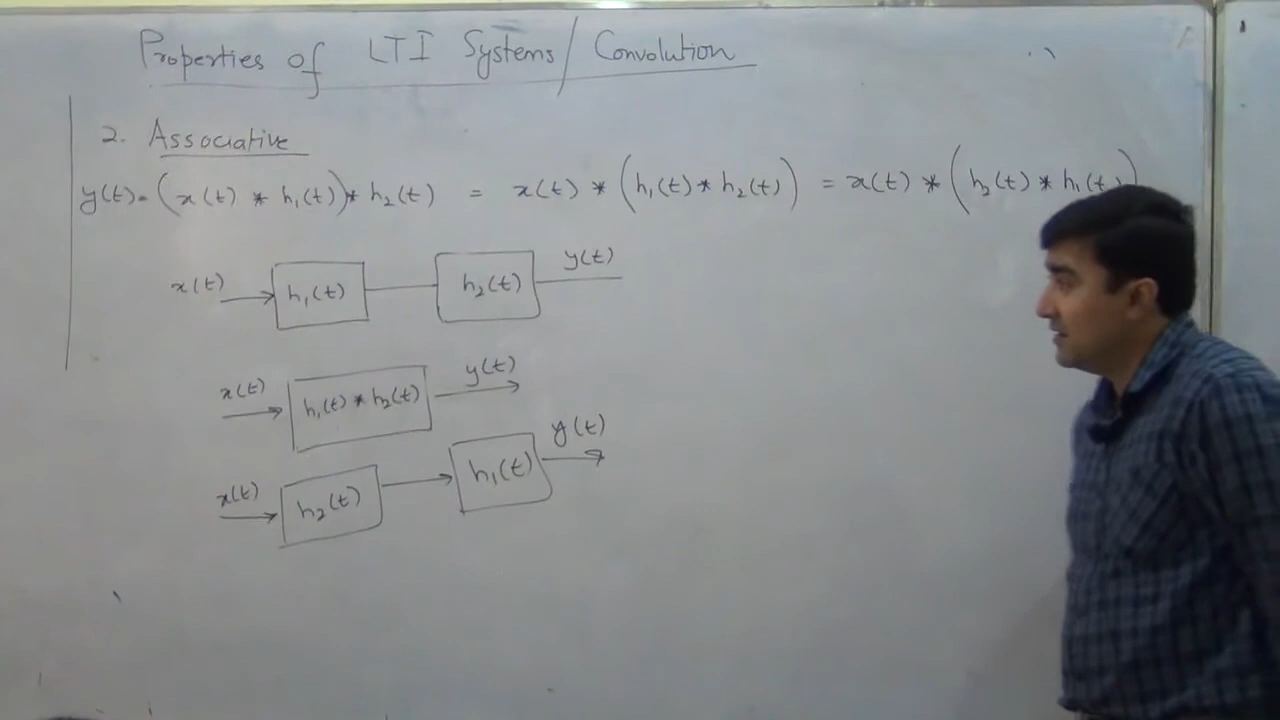 Properties of LTI Systems / Convolution
2. Associative
y(t) = (x(t) * h₁(t)) * h₂(t) = x(t) * (h₁(t) * h₂(t)) = x(t) * (h₂(t) * h₁(t))
x(t) h₁(t) h₂(t) y(t)
x(t) h₁(t) * h₂(t) y(t)
x(t) h₂(t) h₁(t) y(t)